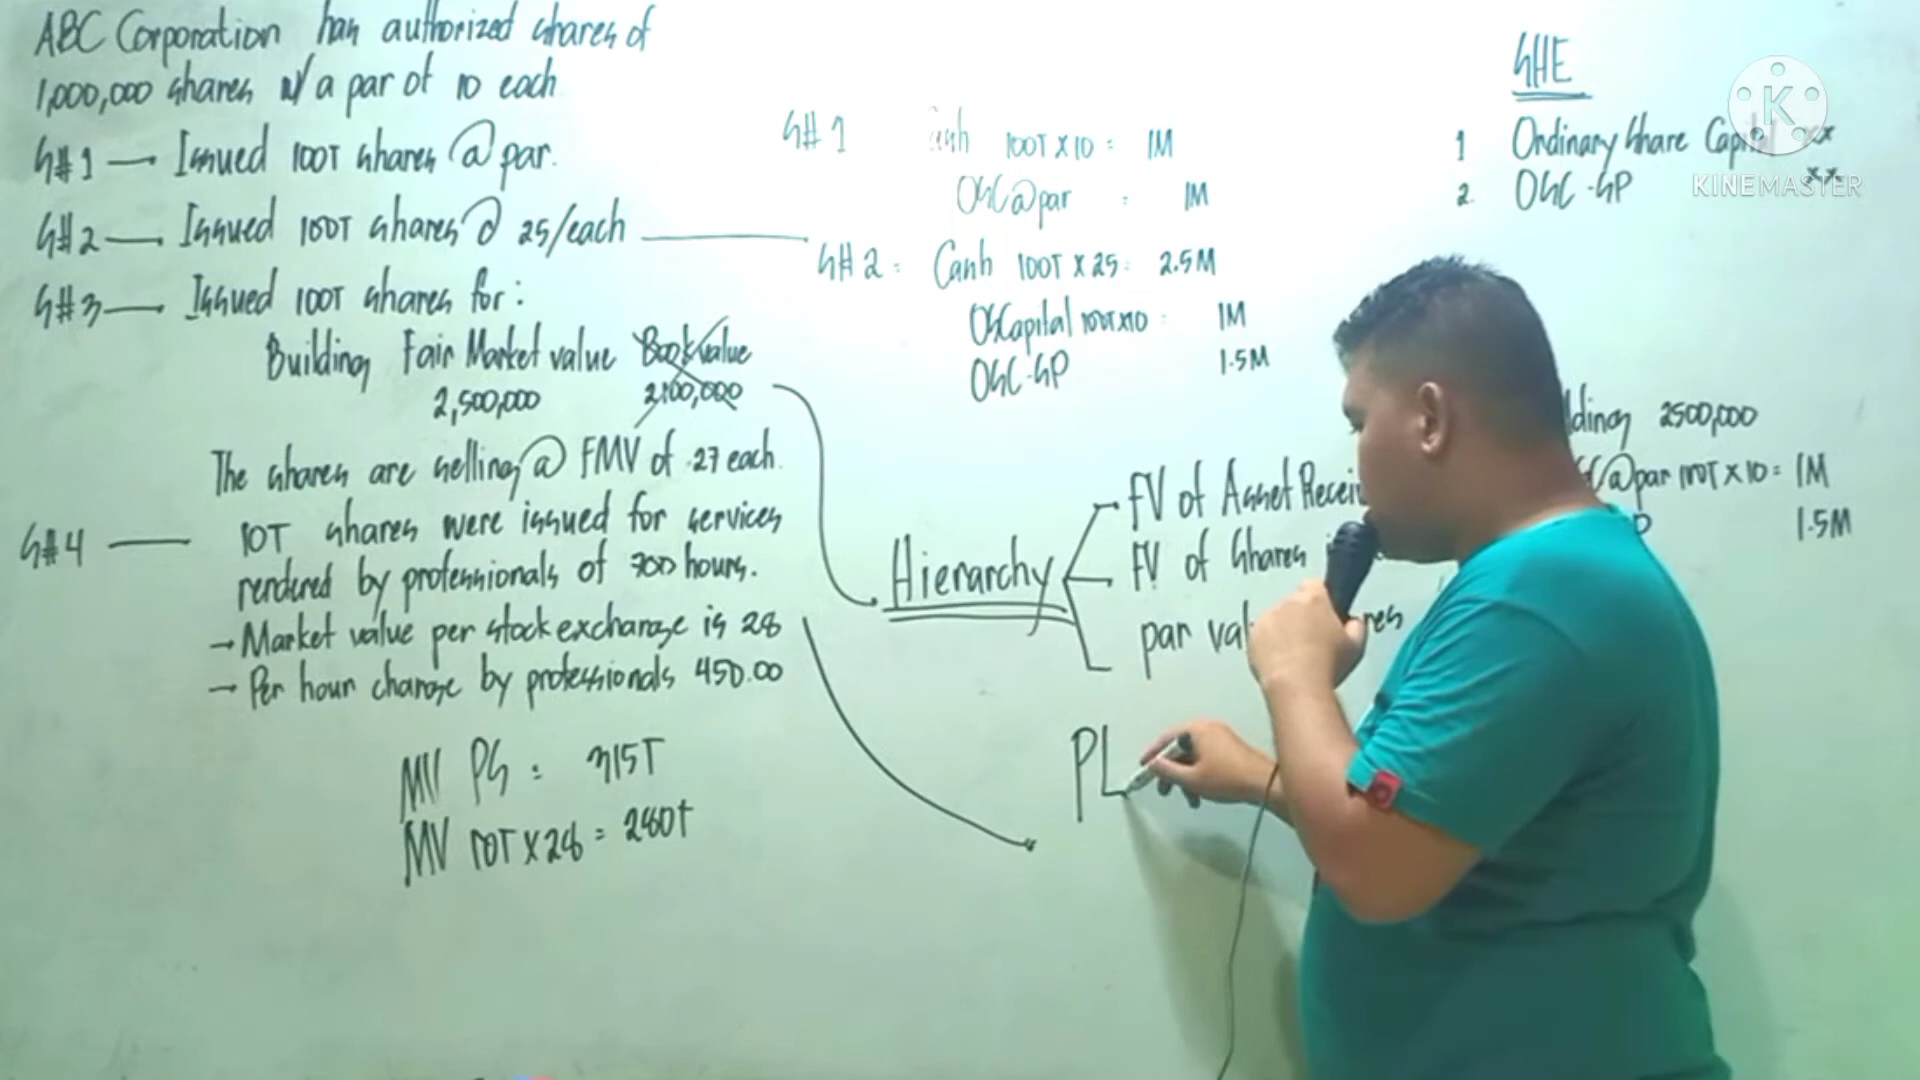 ABC Corporation has authorized shares of
1,000,000 shares w/ a par of 10 each
S#1 — Issued 100T shares @ par.
S#2 — Issued 100T shares @ 25/each
S#3 — Issued 100T shares for:
Building Fair Market value Book value
2,500,000 2,100,000
The shares are selling @ FMV of 27 each.
S#4 — 10T shares were issued for services
rendered by professionals of 700 hours.
→ Market value per stock exchange is 28
→ Per hour charge by professionals 450.00
MV PS = 315T
MV 10T x 28 = 280T
S#1 Cash 100T x 10 = 1M
OSC @ par = 1M
S#2 = Cash 100T x 25 = 2.5M
OSCapital 100T x 10 = 1M
OSC-SP 1.5M
Hierarchy
FV of Asset
FV of Shares
par
PL
SHE
1 Ordinary Share Capital xx
2. OSC-SP xx
2500,000
@par 100T x 10 = 1M
1.5M
K
KINEMASTER